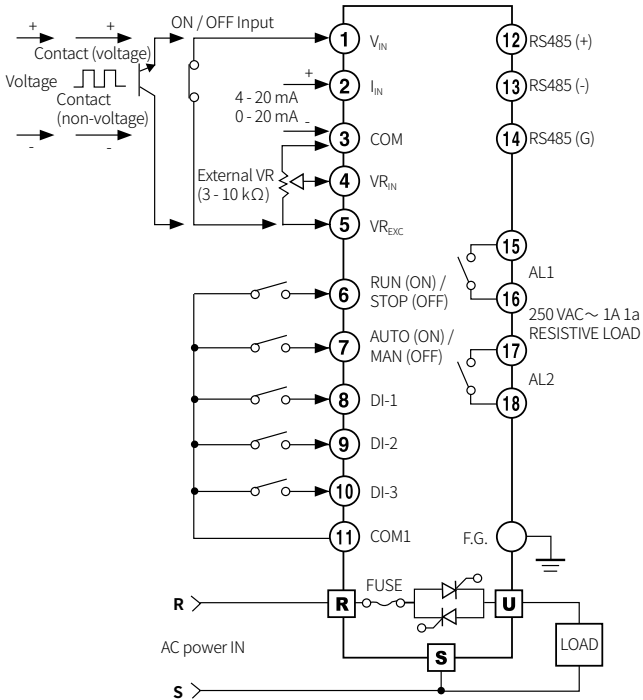 ON / OFF Input
+ +
Contact (voltage)
Voltage
Contact
(non-voltage)
- -
1 V_IN
+
2 I_IN
4 - 20 mA
0 - 20 mA
-
3 COM
External VR
(3 - 10 kΩ)
4 VR_IN
5 VR_EXC
6 RUN (ON) /
STOP (OFF)
7 AUTO (ON) /
MAN (OFF)
8 DI-1
9 DI-2
10 DI-3
11 COM1
12 RS485 (+)
13 RS485 (-)
14 RS485 (G)
15
AL1
16
250 VAC～ 1A 1a
RESISTIVE LOAD
17
AL2
18
F.G.
FUSE
R R U
LOAD
AC power IN
S
S